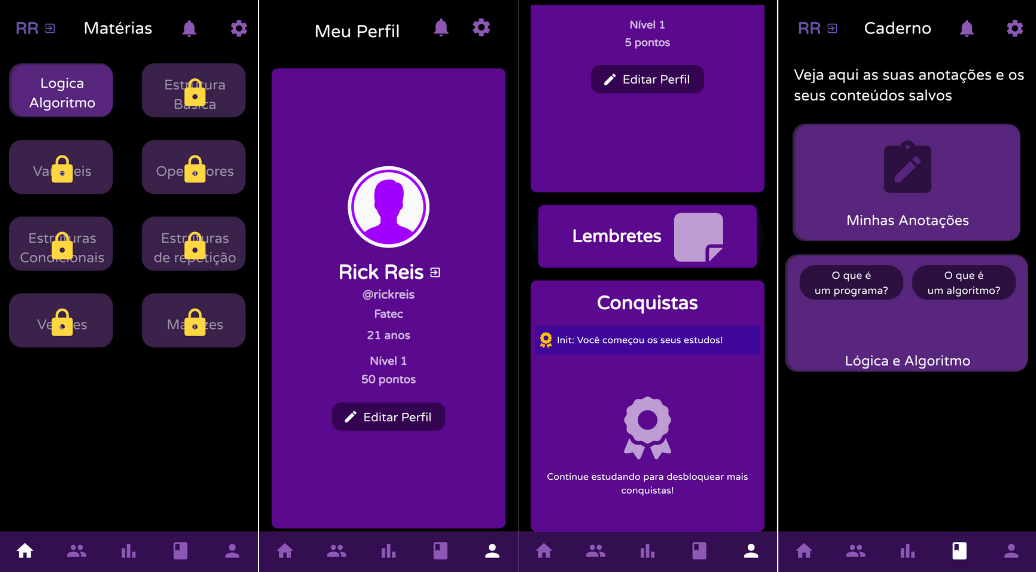 RR
Matérias
Logica
Algoritmo
Estrutura
Básica
Variáveis
Operadores
Estruturas
Condicionais
Estruturas
de repetição
Vetores
Matrizes
Meu Perfil
Rick Reis
@rickreis
Fatec
21 anos
Nível 1
50 pontos
Editar Perfil
Nível 1
5 pontos
Editar Perfil
Lembretes
Conquistas
Init: Você começou os seus estudos!
Continue estudando para desbloquear mais
conquistas!
RR
Caderno
Veja aqui as suas anotações e os
seus conteúdos salvos
Minhas Anotações
O que é
um programa?
O que é
um algoritmo?
Lógica e Algoritmo